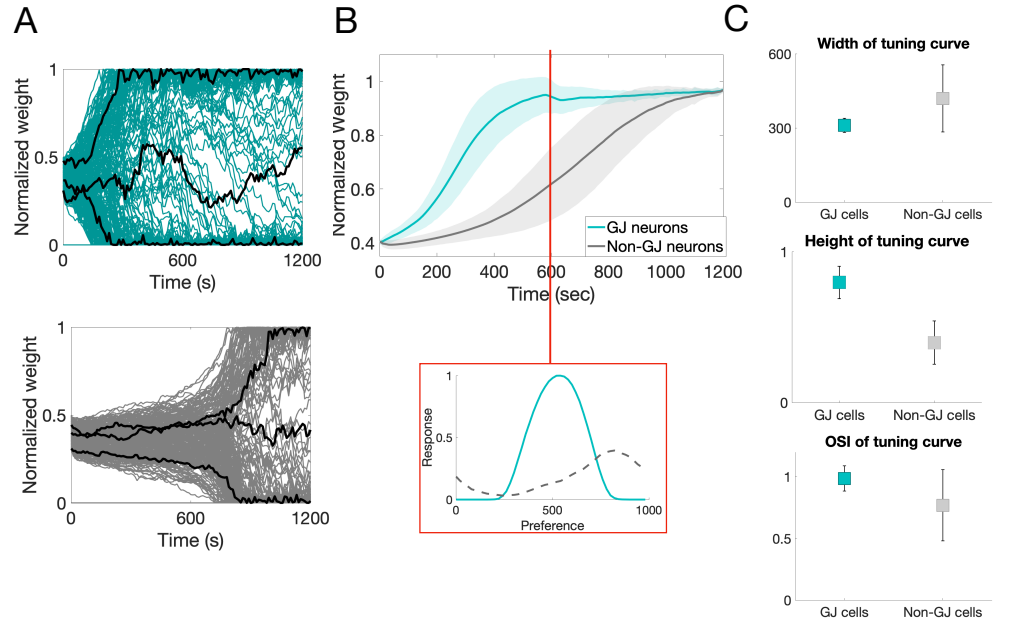 A
Normalized weight
1
0.5
0
0
600
1200
Time (s)
Normalized weight
1
0.5
0
0
600
1200
Time (s)
B
Normalized Weight
1
0.8
0.6
0.4
GJ neurons
Non-GJ neurons
0
200
400
600
800
1000
1200
Time (sec)
Response
1
0.5
0
0
500
1000
Preference
C
Width of tuning curve
600
300
0
GJ cells
Non-GJ cells
Height of tuning curve
1
0
GJ cells
Non-GJ cells
OSI of tuning curve
1
0.5
0
GJ cells
Non-GJ cells